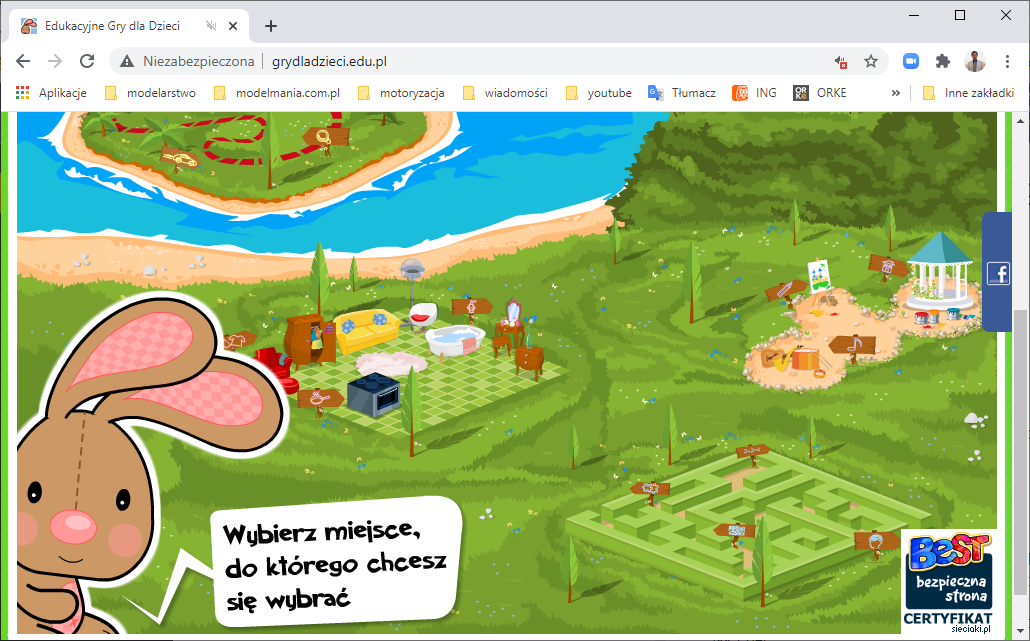 Edukacyjne Gry dla Dzieci
Niezabezpieczona grydladzieci.edu.pl
Aplikacje modelarstwo modelmania.com.pl motoryzacja wiadomości youtube Tłumacz ING ORKE » Inne zakładki
f
Wybierz miejsce,
do którego chcesz
się wybrać
BeST
bezpieczna
strona
CERTYFIKAT
sieciaki.pl